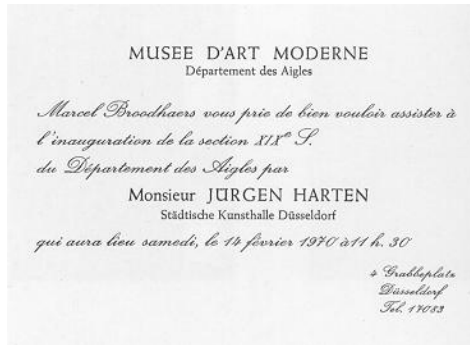 MUSEE D'ART MODERNE
Département des Aigles
Marcel Broodhaers vous prie de bien vouloir assister à
l'inauguration de la section XIXe S.
du Département des Aigles par
Monsieur JÜRGEN HARTEN
Städtische Kunsthalle Düsseldorf
qui aura lieu samedi, le 14 février 1970 à 11 h. 30
4 Grabbeplatz
Düsseldorf
Tel. 17083